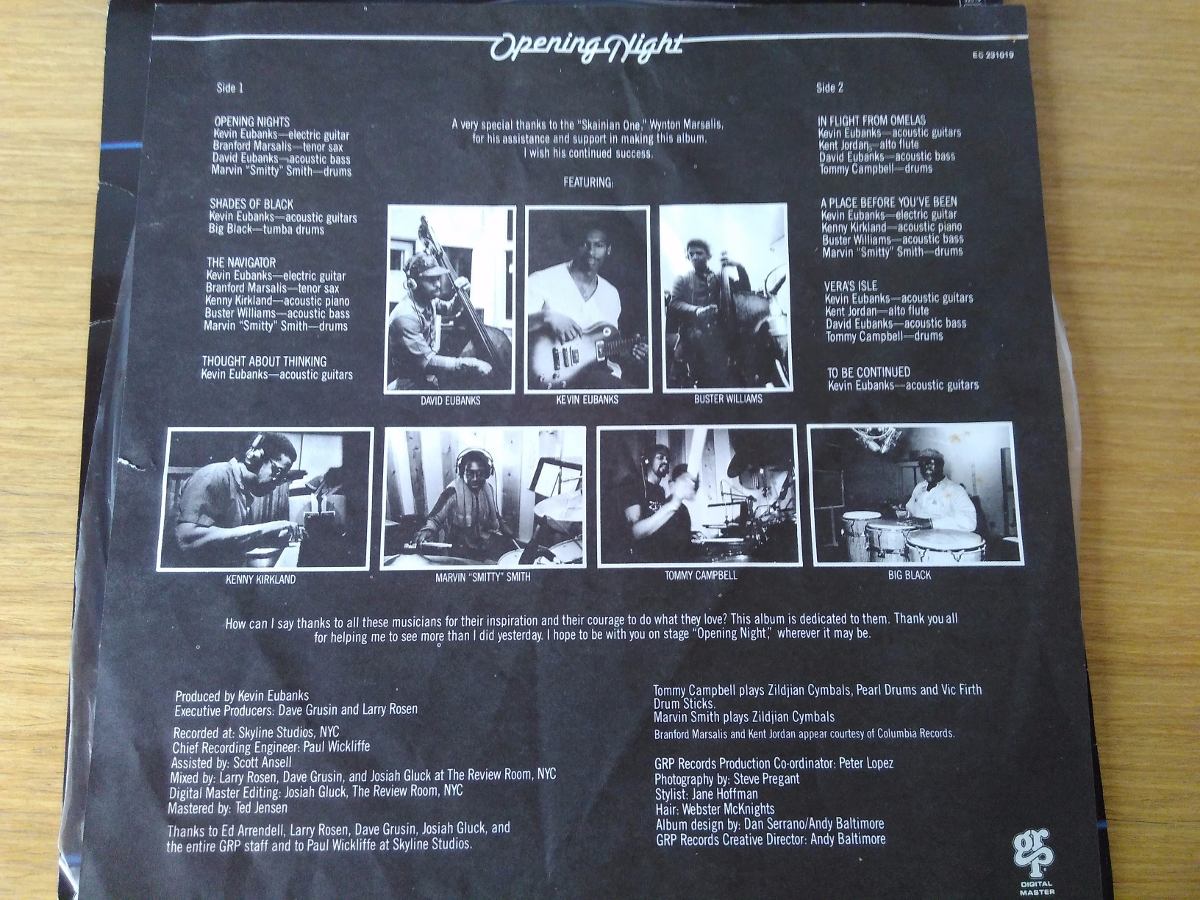 Opening Night
EG 231019
Side 1
OPENING NIGHTS
Kevin Eubanks—electric guitar
Branford Marsalis—tenor sax
David Eubanks—acoustic bass
Marvin "Smitty" Smith—drums
SHADES OF BLACK
Kevin Eubanks—acoustic guitars
Big Black—tumba drums
THE NAVIGATOR
Kevin Eubanks—electric guitar
Branford Marsalis—tenor sax
Kenny Kirkland—acoustic piano
Buster Williams—acoustic bass
Marvin "Smitty" Smith—drums
THOUGHT ABOUT THINKING
Kevin Eubanks—acoustic guitars
A very special thanks to the "Skainian One," Wynton Marsalis,
for his assistance and support in making this album.
I wish his continued success.
FEATURING:
Side 2
IN FLIGHT FROM OMELAS
Kevin Eubanks—acoustic guitars
Kent Jordan—alto flute
David Eubanks—acoustic bass
Tommy Campbell—drums
A PLACE BEFORE YOU'VE BEEN
Kevin Eubanks—electric guitar
Kenny Kirkland—acoustic piano
Buster Williams—acoustic bass
Marvin "Smitty" Smith—drums
VERA'S ISLE
Kevin Eubanks—acoustic guitars
Kent Jordan—alto flute
David Eubanks—acoustic bass
Tommy Campbell—drums
TO BE CONTINUED
Kevin Eubanks—acoustic guitars
DAVID EUBANKS
KEVIN EUBANKS
BUSTER WILLIAMS
KENNY KIRKLAND
MARVIN "SMITTY" SMITH
TOMMY CAMPBELL
BIG BLACK
How can I say thanks to all these musicians for their inspiration and their courage to do what they love? This album is dedicated to them. Thank you all
for helping me to see more than I did yesterday. I hope to be with you on stage "Opening Night," wherever it may be.
Produced by Kevin Eubanks
Executive Producers: Dave Grusin and Larry Rosen
Recorded at: Skyline Studios, NYC
Chief Recording Engineer: Paul Wickliffe
Assisted by: Scott Ansell
Mixed by: Larry Rosen, Dave Grusin, and Josiah Gluck at The Review Room, NYC
Digital Master Editing: Josiah Gluck, The Review Room, NYC
Mastered by: Ted Jensen
Thanks to Ed Arrendell, Larry Rosen, Dave Grusin, Josiah Gluck, and
the entire GRP staff and to Paul Wickliffe at Skyline Studios.
Tommy Campbell plays Zildjian Cymbals, Pearl Drums and Vic Firth
Drum Sticks.
Marvin Smith plays Zildjian Cymbals
Branford Marsalis and Kent Jordan appear courtesy of Columbia Records.
GRP Records Production Co-ordinator: Peter Lopez
Photography by: Steve Pregant
Stylist: Jane Hoffman
Hair: Webster McKnights
Album design by: Dan Serrano/Andy Baltimore
GRP Records Creative Director: Andy Baltimore
grp
DIGITAL
MASTER